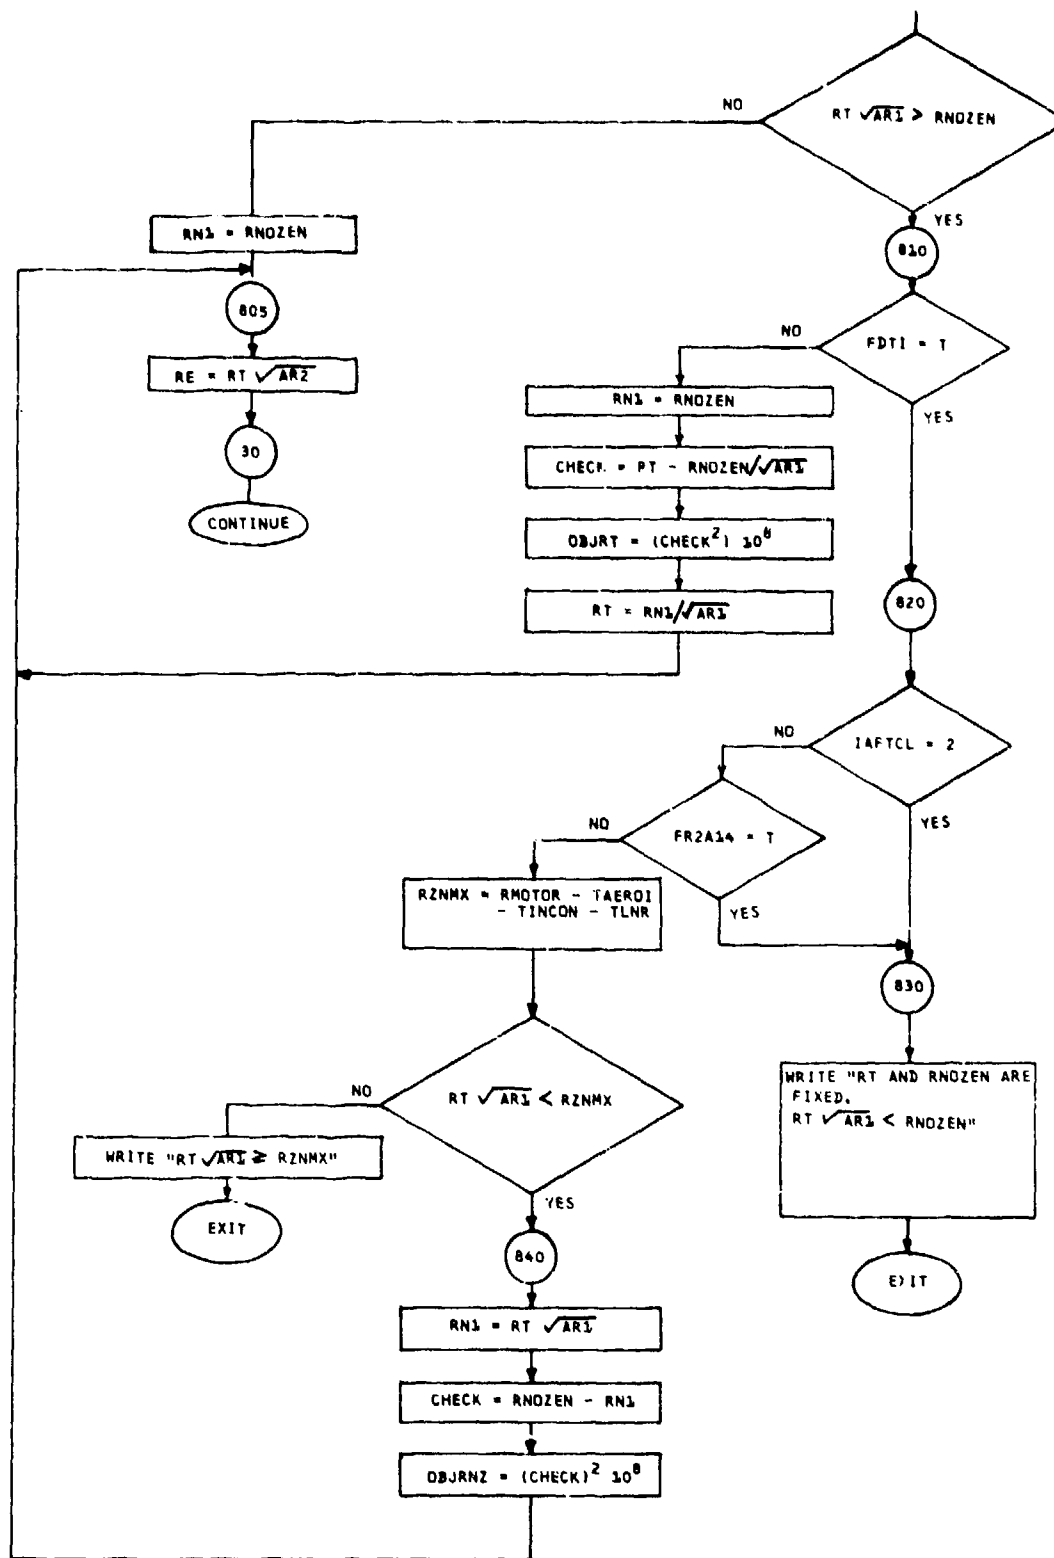 RT √AR1 ≥ RNOZEN
NO
YES
RN1 = RNOZEN
810
805
NO
FDTI = T
RE = RT √AR2
YES
RN1 = RNOZEN
30
CHECK = PT - RNOZEN/√AR1
CONTINUE
OBJRT = (CHECK²) 10⁸
820
RT = RN1/√AR1
NO
IAFTCL = 2
YES
NO
FR2A14 = T
RZNMX = RMOTOR - TAEROI
- TINCON - TLNR
YES
830
WRITE "RT AND RNOZEN ARE
FIXED.
RT √AR1 < RNOZEN"
NO
RT √AR1 < RZNMX
WRITE "RT √AR1 ≥ RZNMX"
YES
EXIT
840
EXIT
RN1 = RT √AR1
CHECK = RNOZEN - RN1
OBJRNZ = (CHECK)² 10⁸